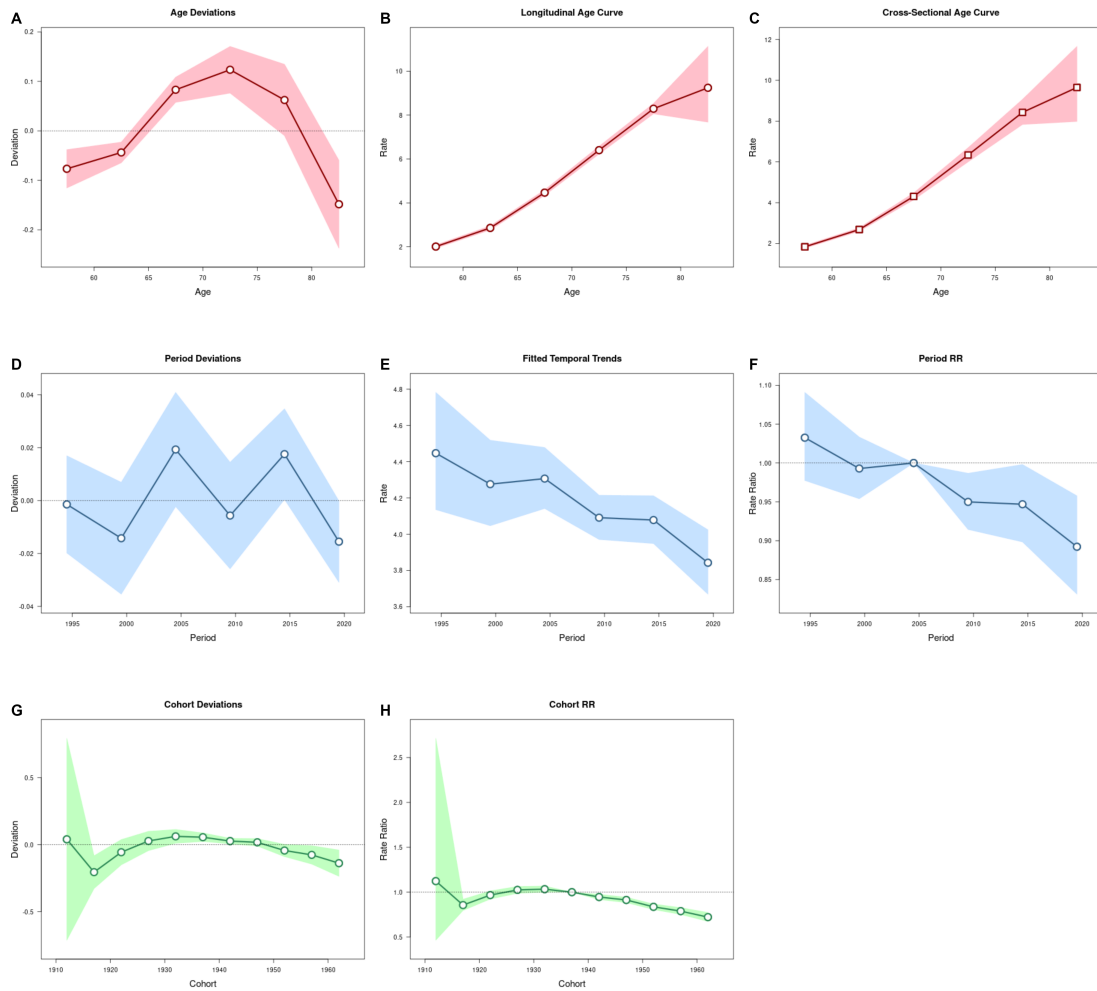 A
Age Deviations
0.2
0.1
0.0
-0.1
-0.2
Deviation
60 65 70 75 80
Age
B
Longitudinal Age Curve
10
8
6
4
2
Rate
60 65 70 75 80
Age
C
Cross-Sectional Age Curve
12
10
8
6
4
2
Rate
60 65 70 75 80
Age
D
Period Deviations
0.04
0.02
0.00
-0.02
-0.04
Deviation
1995 2000 2005 2010 2015 2020
Period
E
Fitted Temporal Trends
4.8
4.6
4.4
4.2
4.0
3.8
3.6
Rate
1995 2000 2005 2010 2015 2020
Period
F
Period RR
1.10
1.05
1.00
0.95
0.90
0.85
Rate Ratio
1995 2000 2005 2010 2015 2020
Period
G
Cohort Deviations
0.5
0.0
-0.5
Deviation
1910 1920 1930 1940 1950 1960
Cohort
H
Cohort RR
2.5
2.0
1.5
1.0
0.5
Rate Ratio
1910 1920 1930 1940 1950 1960
Cohort